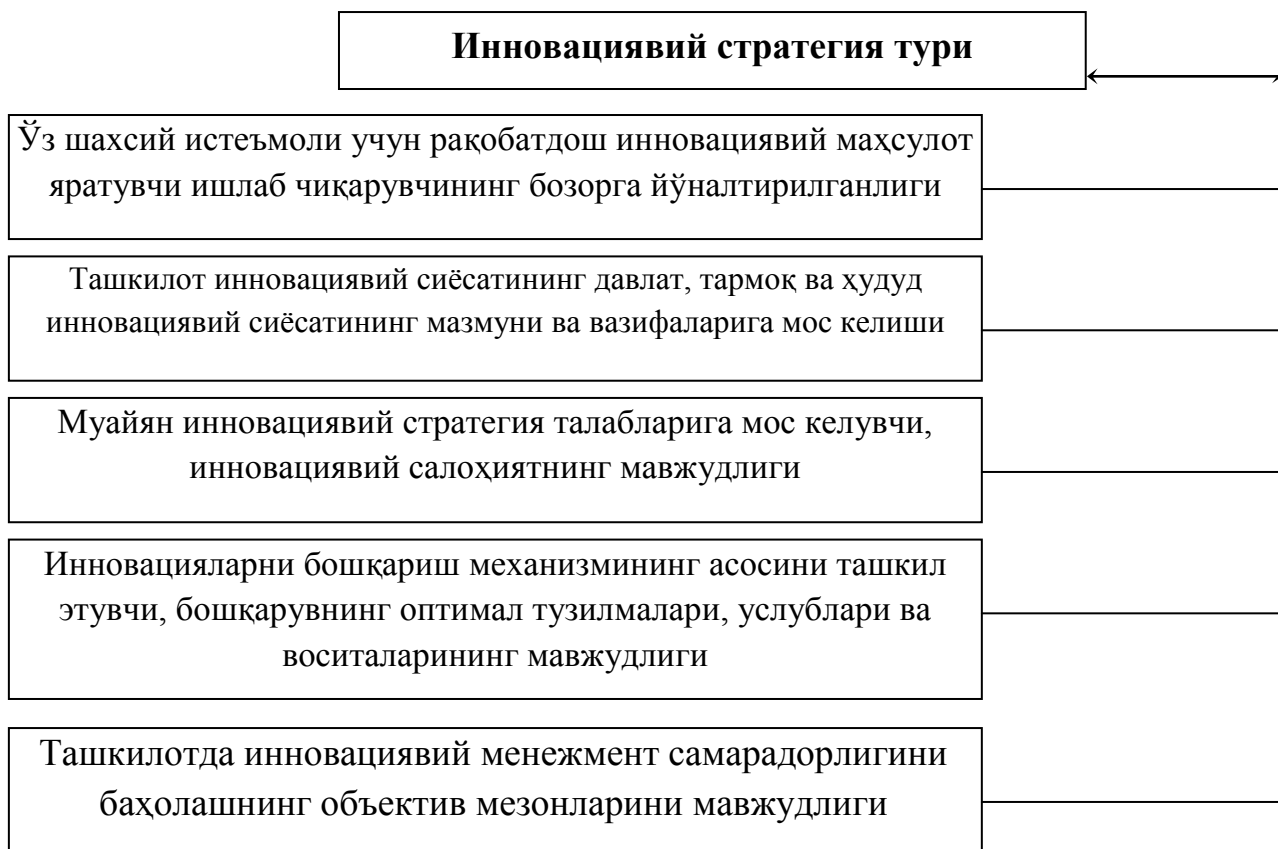 Инновациявий стратегия тури
Ўз шахсий истеъмоли учун рақобатдош инновациявий маҳсулот
яратувчи ишлаб чиқарувчининг бозорга йўналтирилганлиги
Ташкилот инновациявий сиёсатининг давлат, тармоқ ва ҳудуд
инновациявий сиёсатининг мазмуни ва вазифаларига мос келиши
Муайян инновациявий стратегия талабларига мос келувчи,
инновациявий салоҳиятнинг мавжудлиги
Инновацияларни бошқариш механизмининг асосини ташкил
этувчи, бошқарувнинг оптимал тузилмалари, услублари ва
воситаларининг мавжудлиги
Ташкилотда инновациявий менежмент самарадорлигини
баҳолашнинг объектив мезонларини мавжудлиги